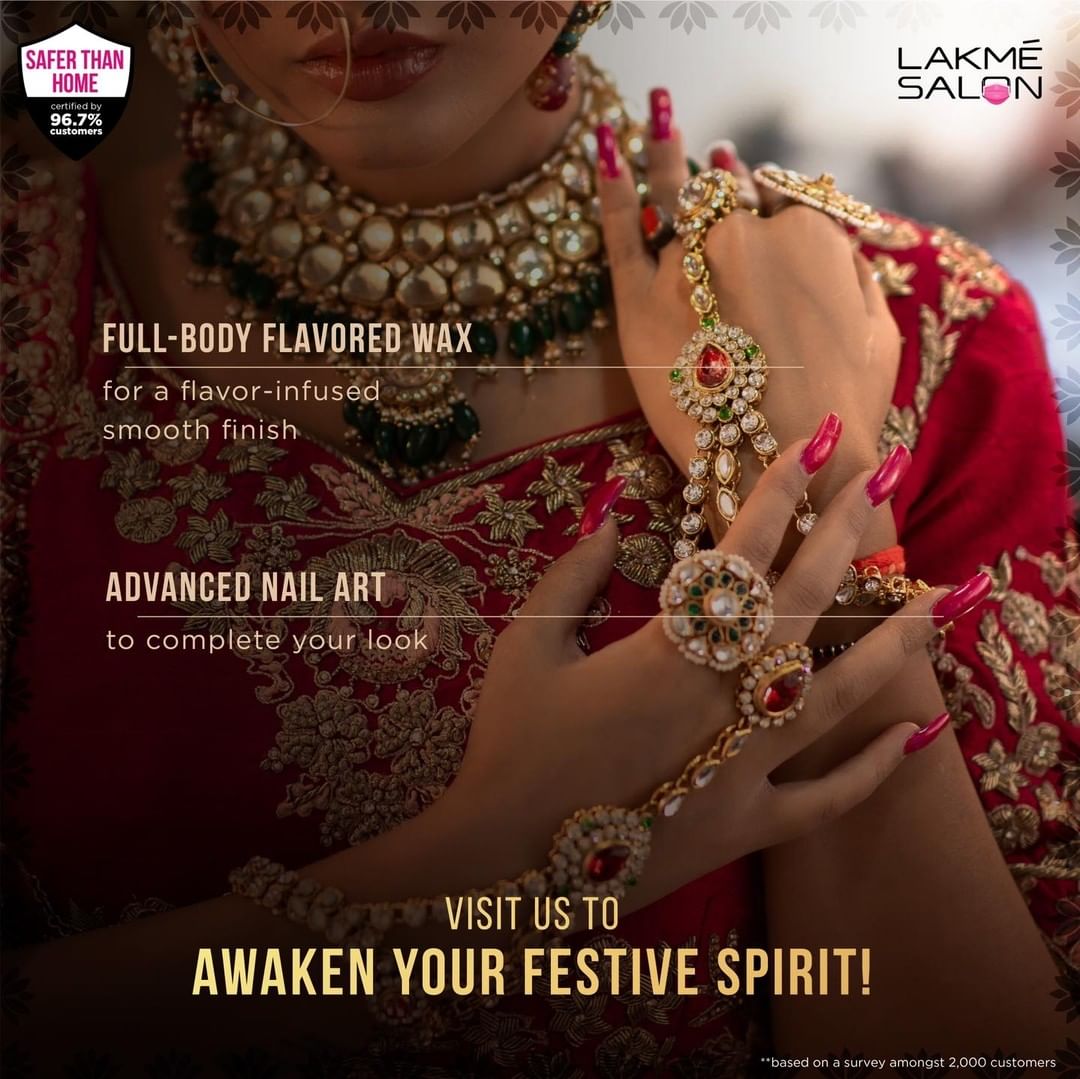 SAFER THAN
HOME
certified by
96.7%
customers
LAKMÉ
SALON
FULL-BODY FLAVORED WAX
for a flavor-infused
smooth finish
ADVANCED NAIL ART
to complete your look
VISIT US TO
AWAKEN YOUR FESTIVE SPIRIT!
**based on a survey amongst 2,000 customers